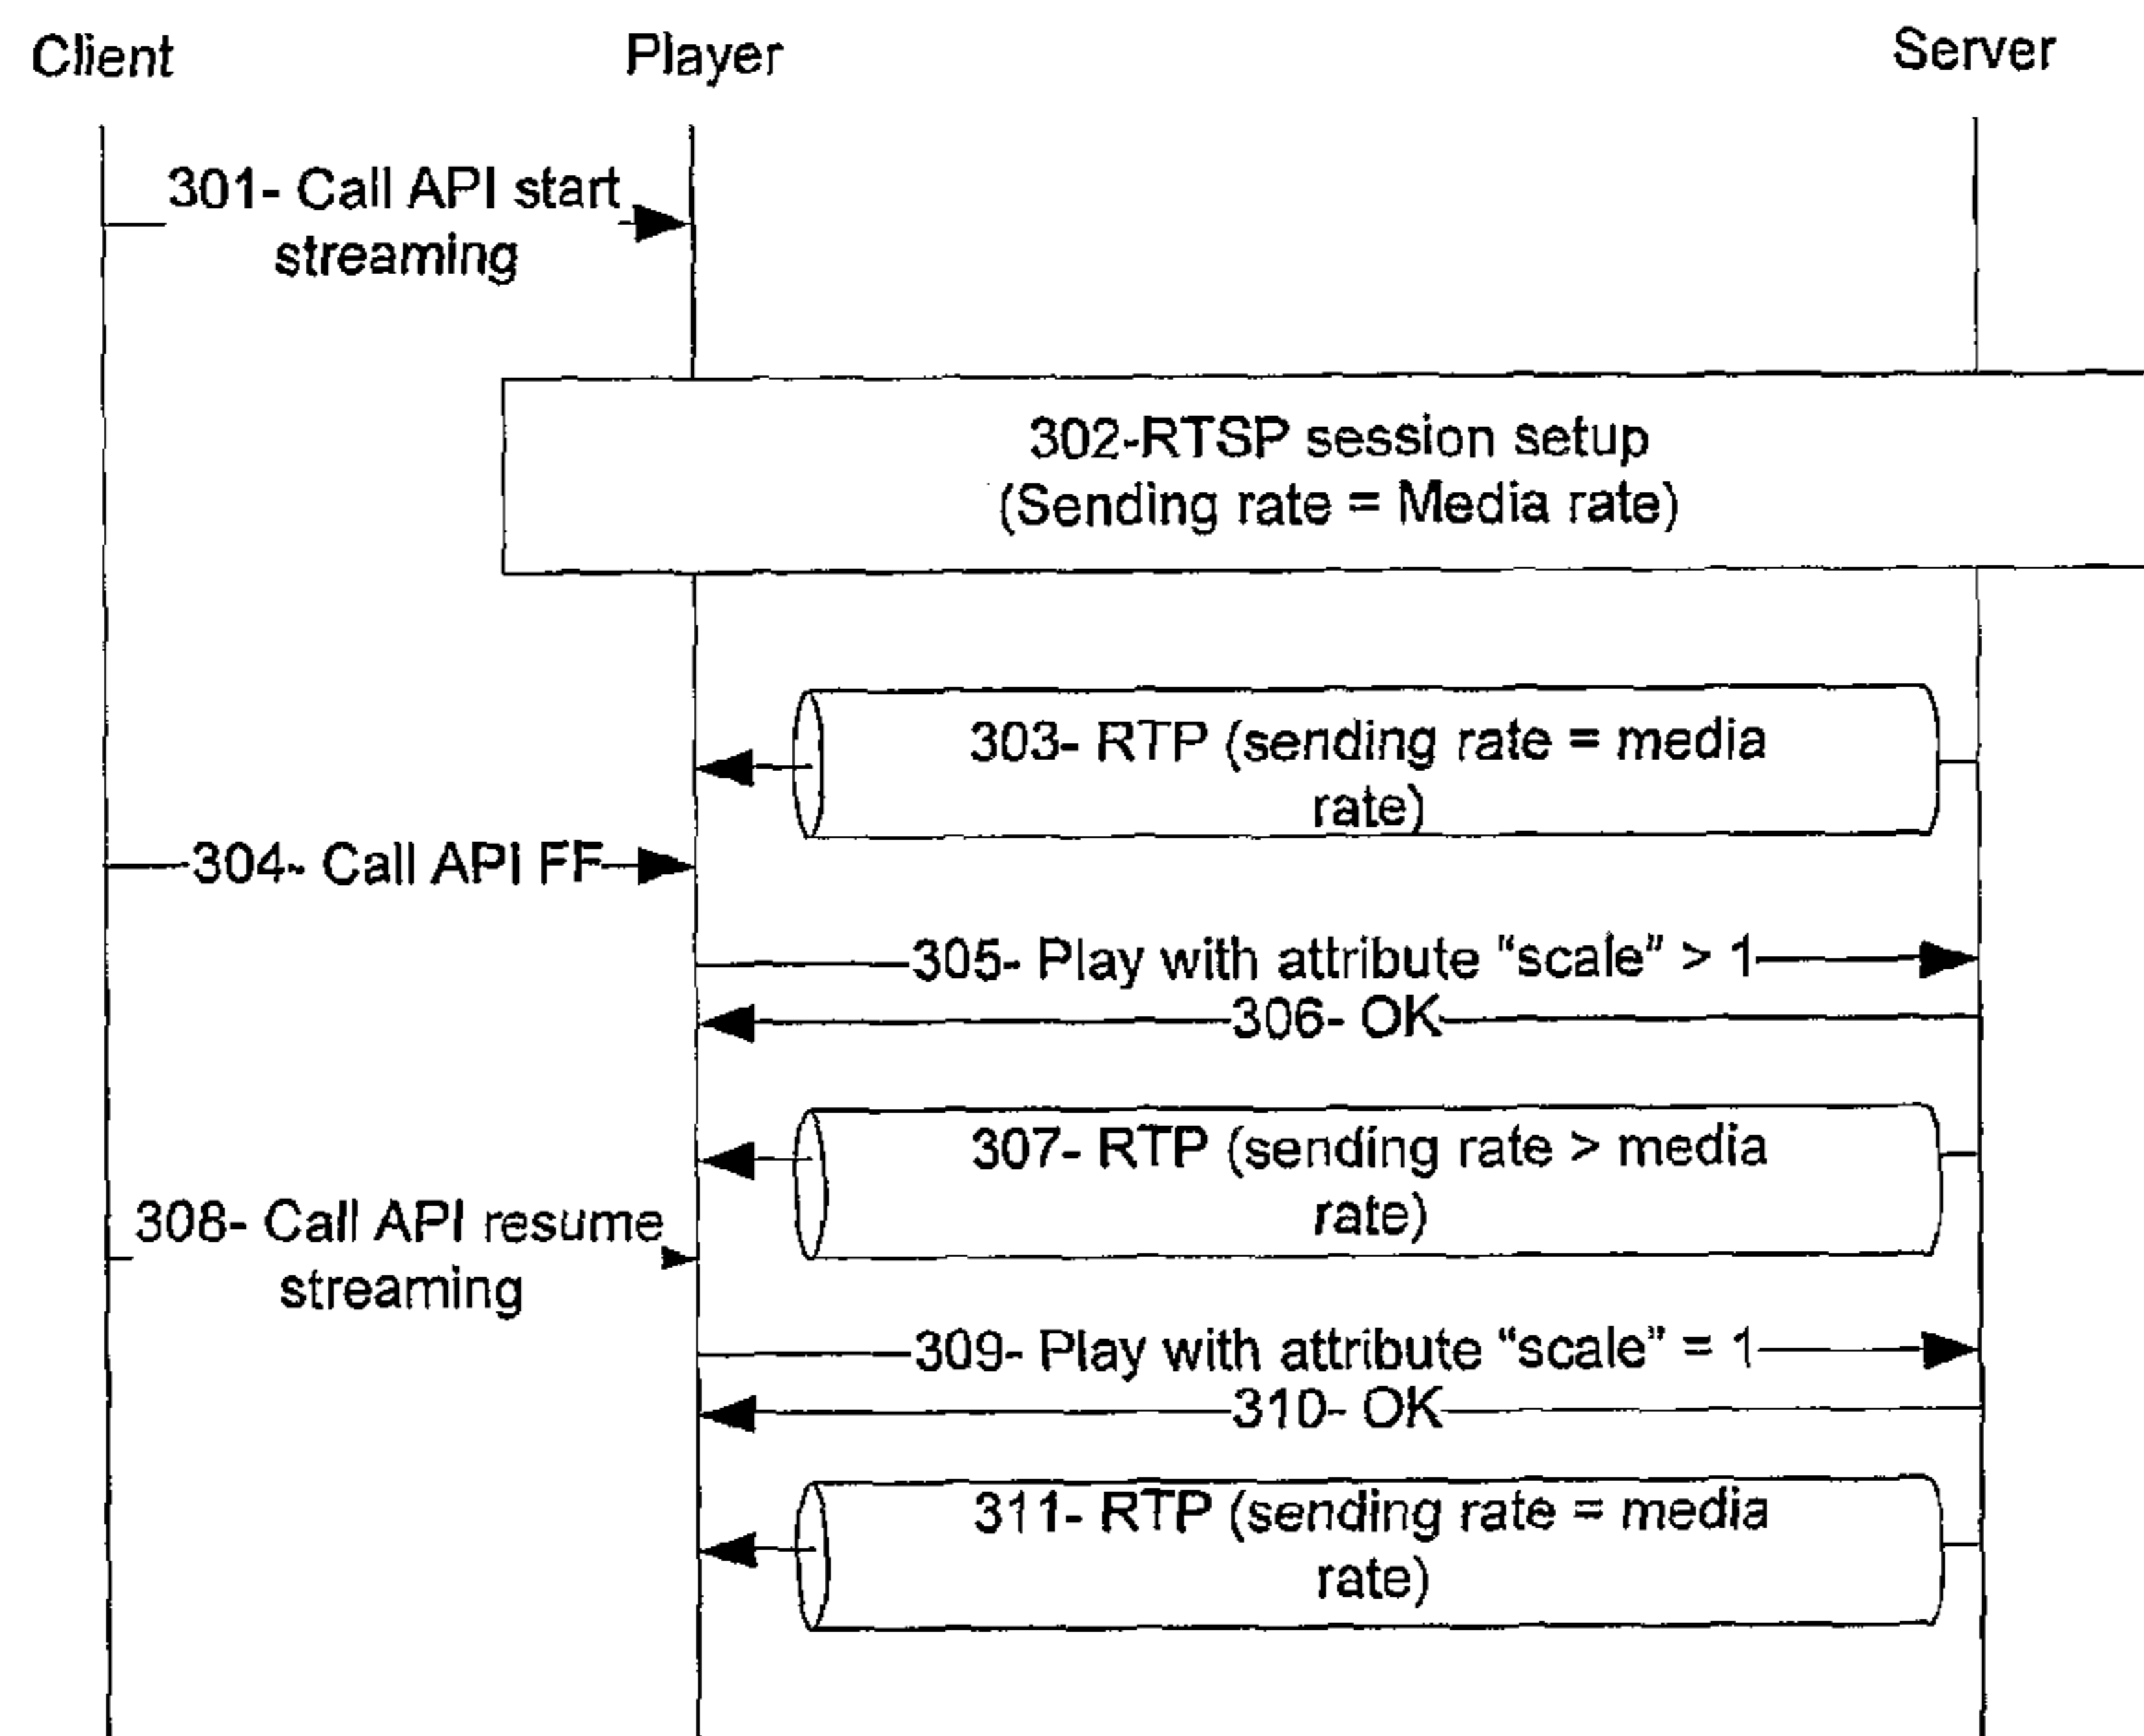 Client
Player
Server
301- Call API start
streaming
302-RTSP session setup
(Sending rate = Media rate)
303- RTP (sending rate = media
rate)
304- Call API FF
305- Play with attribute “scale” > 1
306- OK
307- RTP (sending rate > media
rate)
308- Call API resume
streaming
309- Play with attribute “scale” = 1
310- OK
311- RTP (sending rate = media
rate)